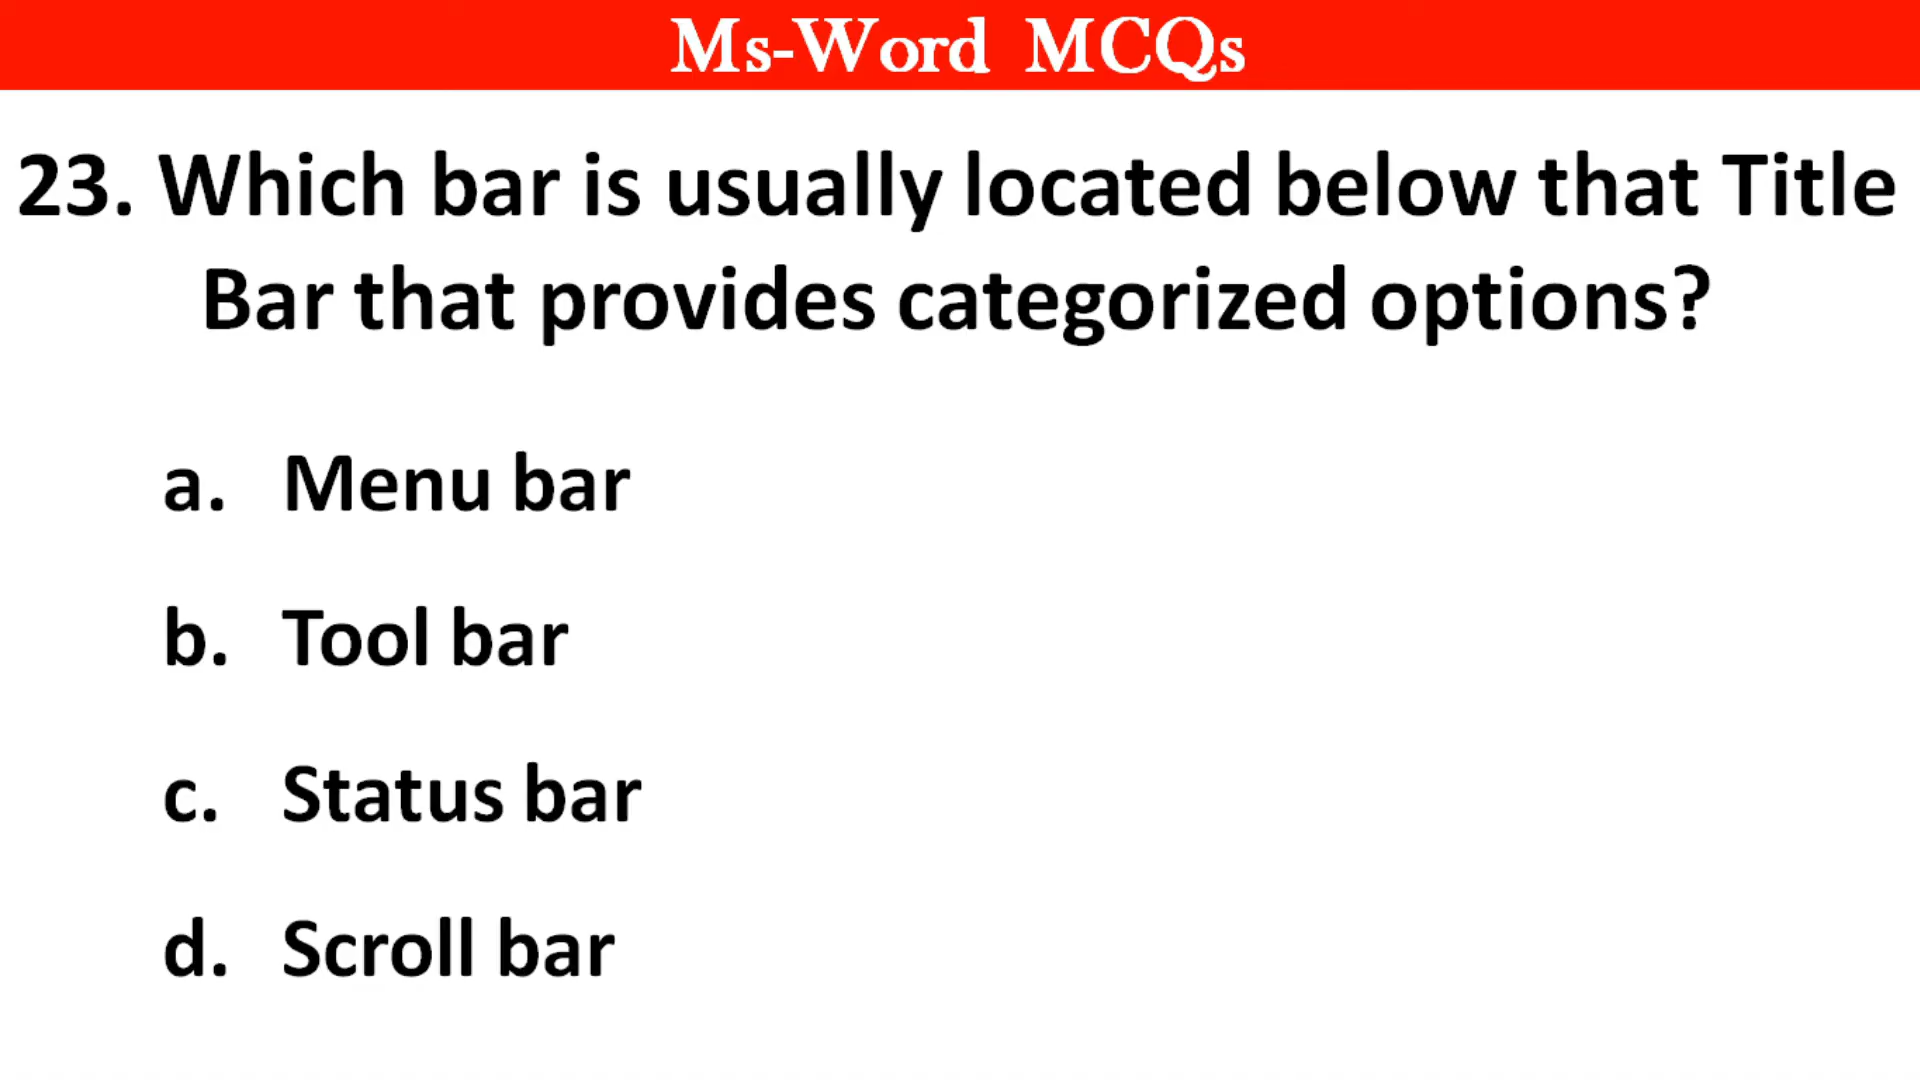 Ms-Word MCQs
23. Which bar is usually located below that Title
Bar that provides categorized options?
a. Menu bar
b. Tool bar
c. Status bar
d. Scroll bar